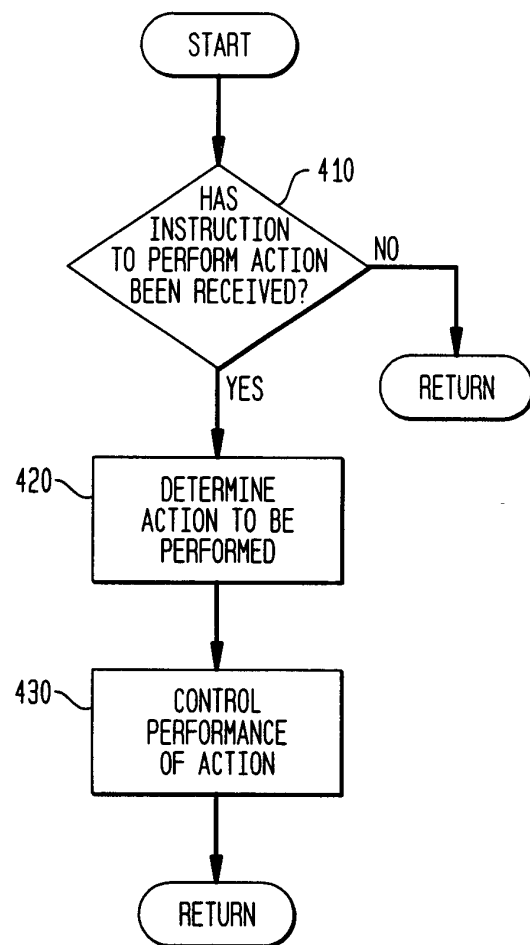 START
410
HAS
INSTRUCTION
TO PERFORM ACTION
BEEN RECEIVED?
NO
RETURN
YES
420
DETERMINE
ACTION TO BE
PERFORMED
430
CONTROL
PERFORMANCE
OF ACTION
RETURN